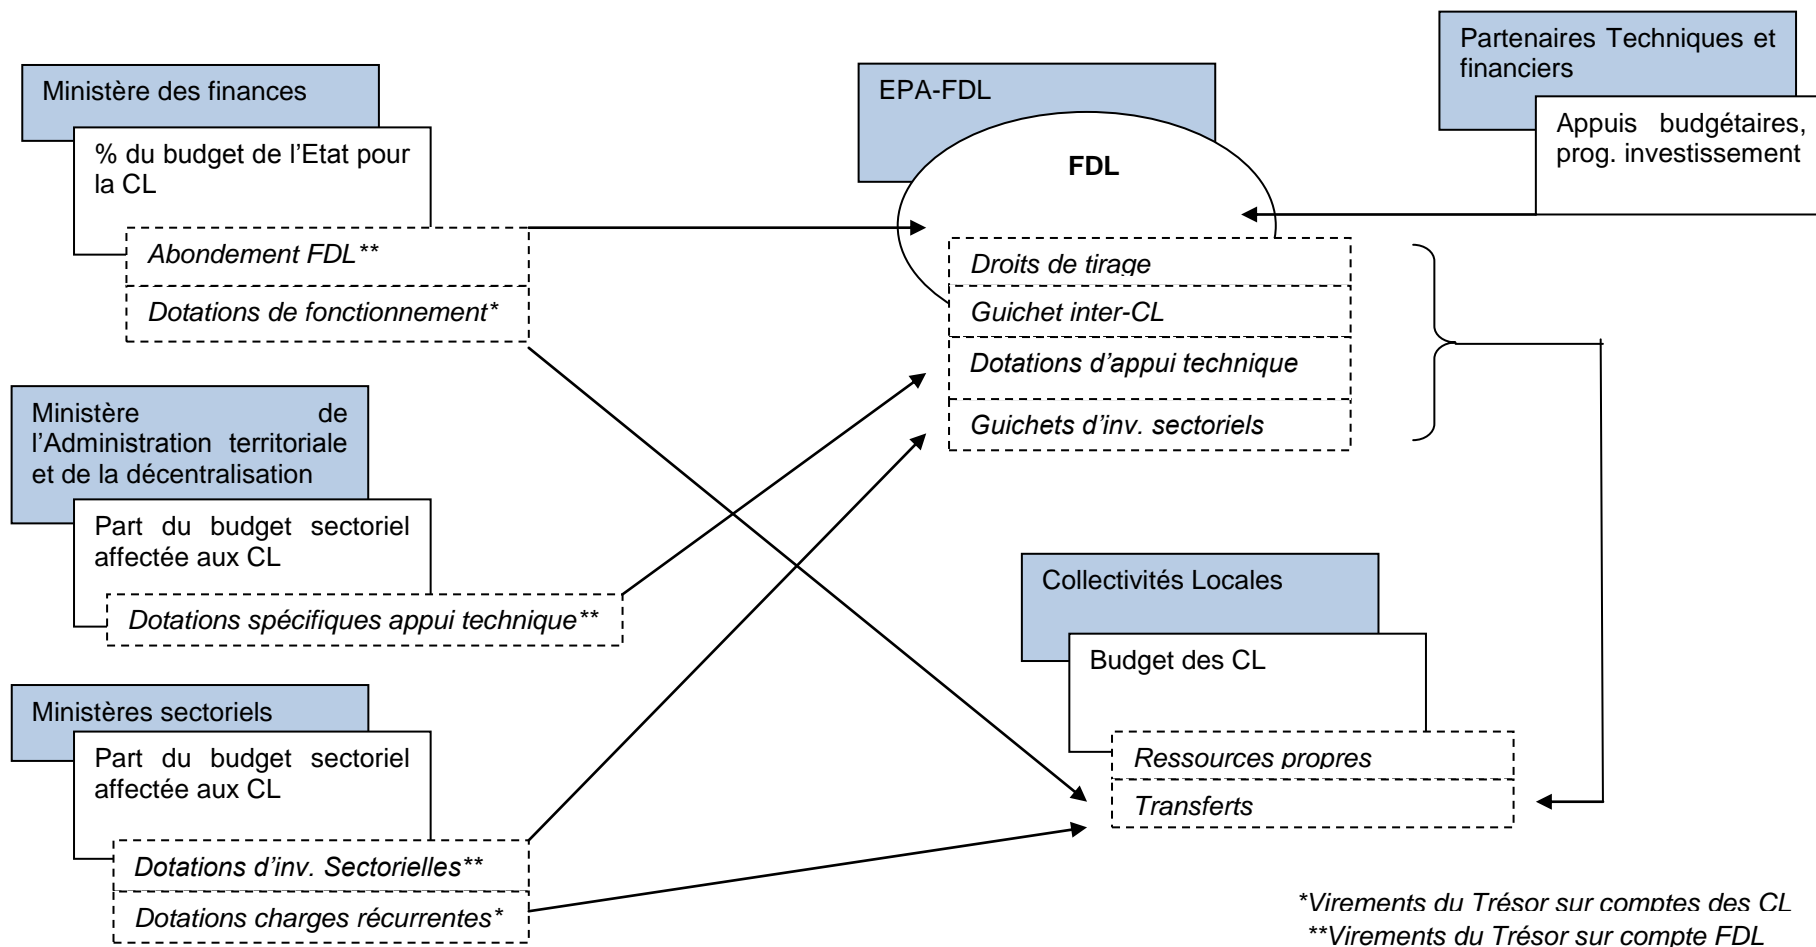 Ministère des finances
% du budget de l'Etat pour
la CL
Abondement FDL**
Dotations de fonctionnement*
Ministère de
l'Administration territoriale
et de la décentralisation
Part du budget sectoriel
affectée aux CL
Dotations spécifiques appui technique**
Ministères sectoriels
Part du budget sectoriel
affectée aux CL
Dotations d'inv. Sectorielles**
Dotations charges récurrentes*
EPA-FDL
FDL
Droits de tirage
Guichet inter-CL
Dotations d'appui technique
Guichets d'inv. sectoriels
Partenaires Techniques et
financiers
Appuis budgétaires,
prog. investissement
Collectivités Locales
Budget des CL
Ressources propres
Transferts
*Virements du Trésor sur comptes des CL
**Virements du Trésor sur compte FDL